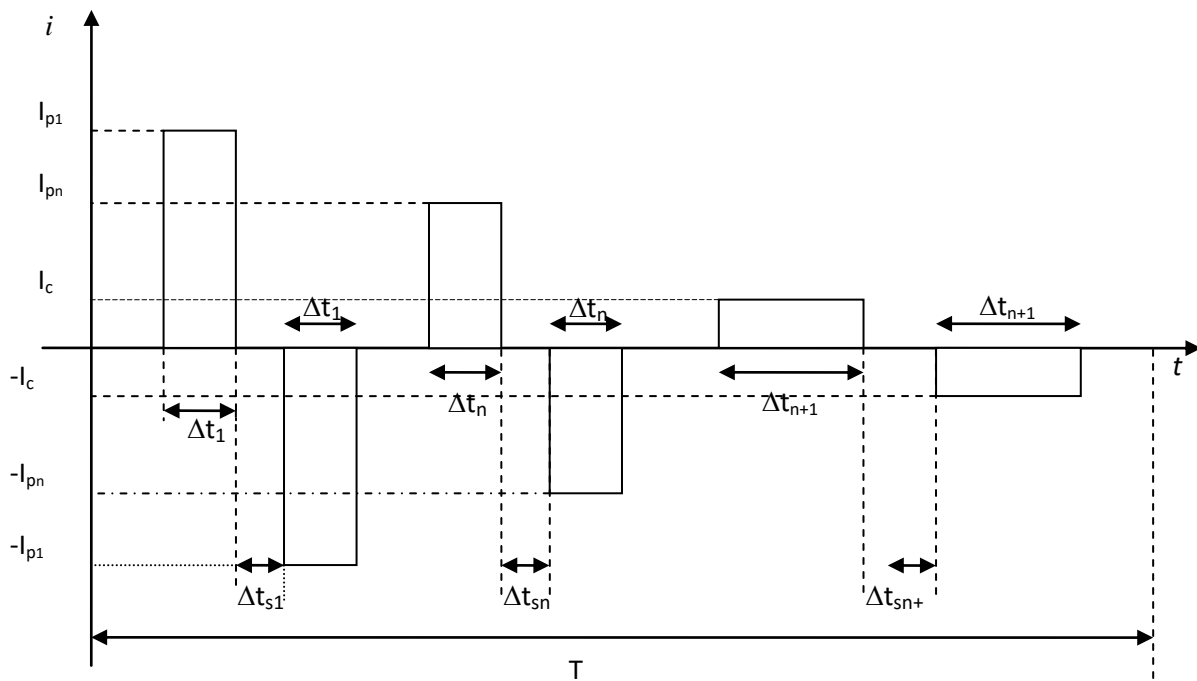 i
I_p1
I_pn
I_c
Δt_1
Δt_n
Δt_n+1
-I_c
t
Δt_1
Δt_n
Δt_n+1
-I_pn
-I_p1
Δt_s1
Δt_sn
Δt_sn+
T